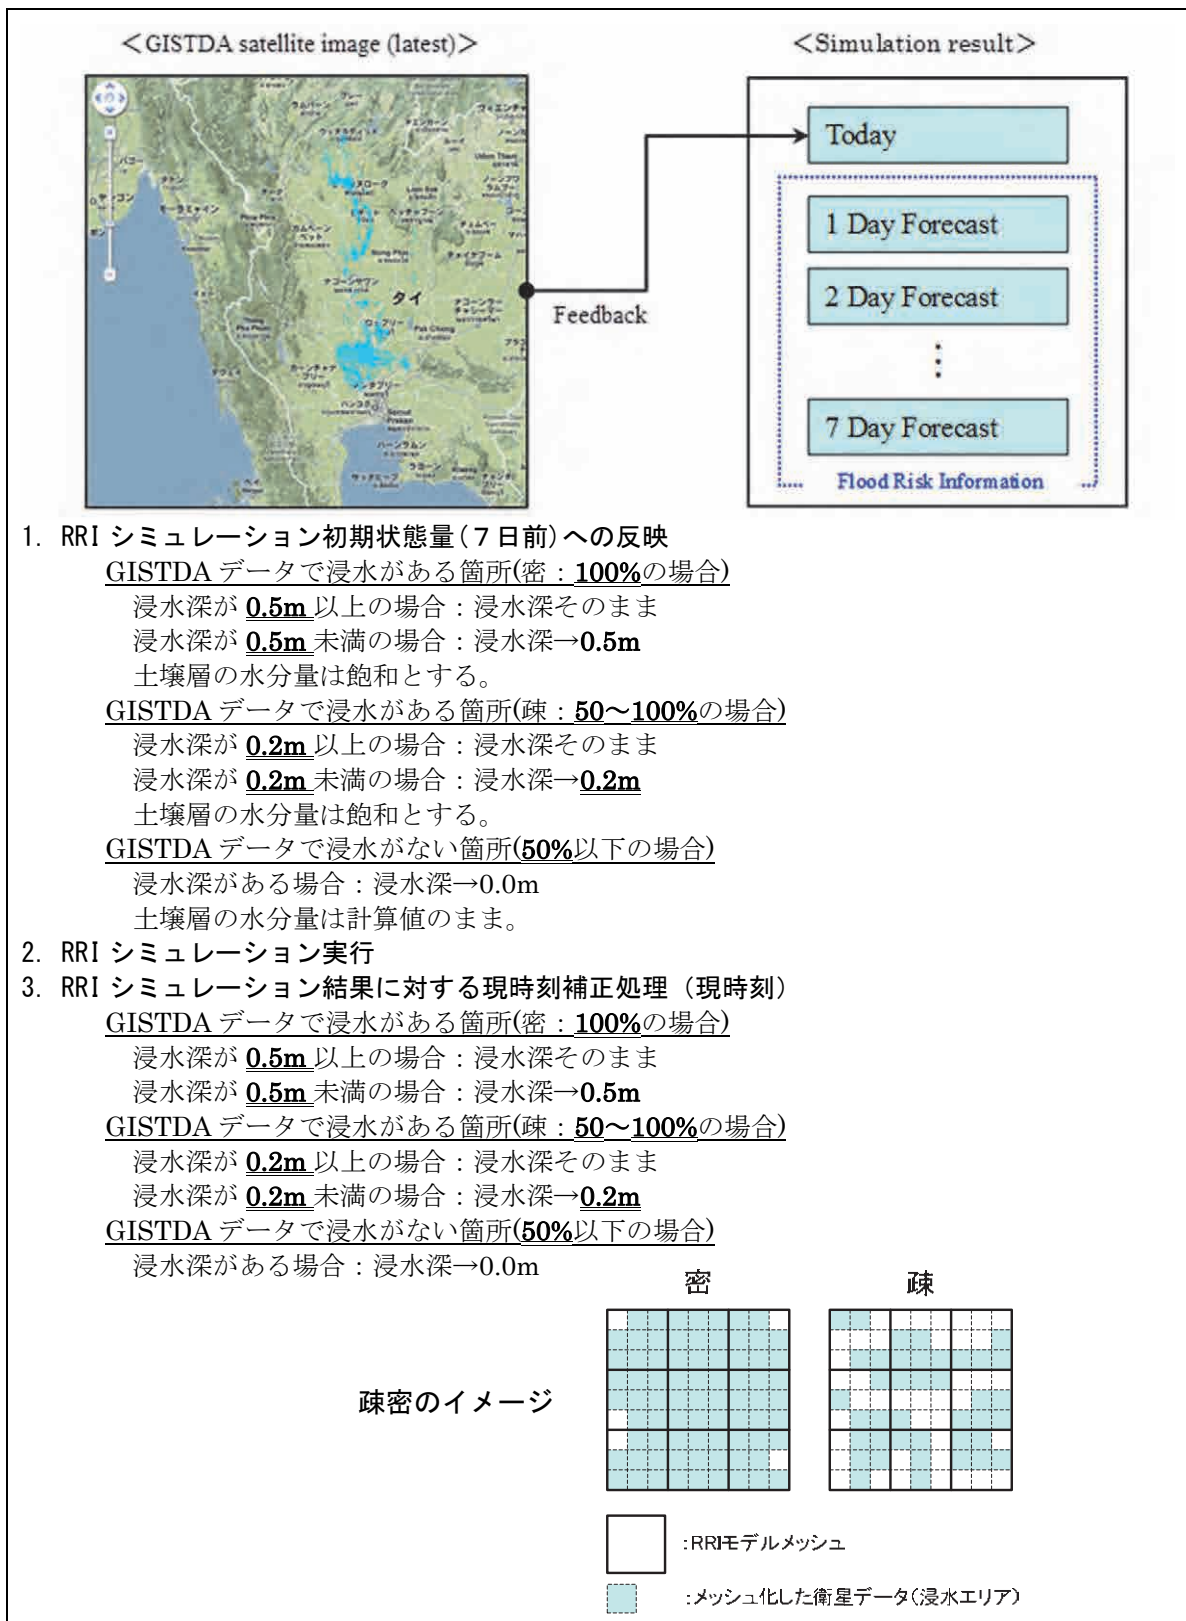 ＜GISTDA satellite image (latest)＞
＜Simulation result＞
タイ
Feedback
Today
1 Day Forecast
2 Day Forecast
7 Day Forecast
Flood Risk Information
1. RRI シミュレーション初期状態量(７日前)への反映
GISTDA データで浸水がある箇所(密：100%の場合)
浸水深が 0.5m 以上の場合：浸水深そのまま
浸水深が 0.5m 未満の場合：浸水深→0.5m
土壌層の水分量は飽和とする。
GISTDA データで浸水がある箇所(疎：50～100%の場合)
浸水深が 0.2m 以上の場合：浸水深そのまま
浸水深が 0.2m 未満の場合：浸水深→0.2m
土壌層の水分量は飽和とする。
GISTDA データで浸水がない箇所(50%以下の場合)
浸水深がある場合：浸水深→0.0m
土壌層の水分量は計算値のまま。
2. RRI シミュレーション実行
3. RRI シミュレーション結果に対する現時刻補正処理（現時刻）
GISTDA データで浸水がある箇所(密：100%の場合)
浸水深が 0.5m 以上の場合：浸水深そのまま
浸水深が 0.5m 未満の場合：浸水深→0.5m
GISTDA データで浸水がある箇所(疎：50～100%の場合)
浸水深が 0.2m 以上の場合：浸水深そのまま
浸水深が 0.2m 未満の場合：浸水深→0.2m
GISTDA データで浸水がない箇所(50%以下の場合)
浸水深がある場合：浸水深→0.0m
密
疎
疎密のイメージ
:RRIモデルメッシュ
:メッシュ化した衛星データ(浸水エリア)